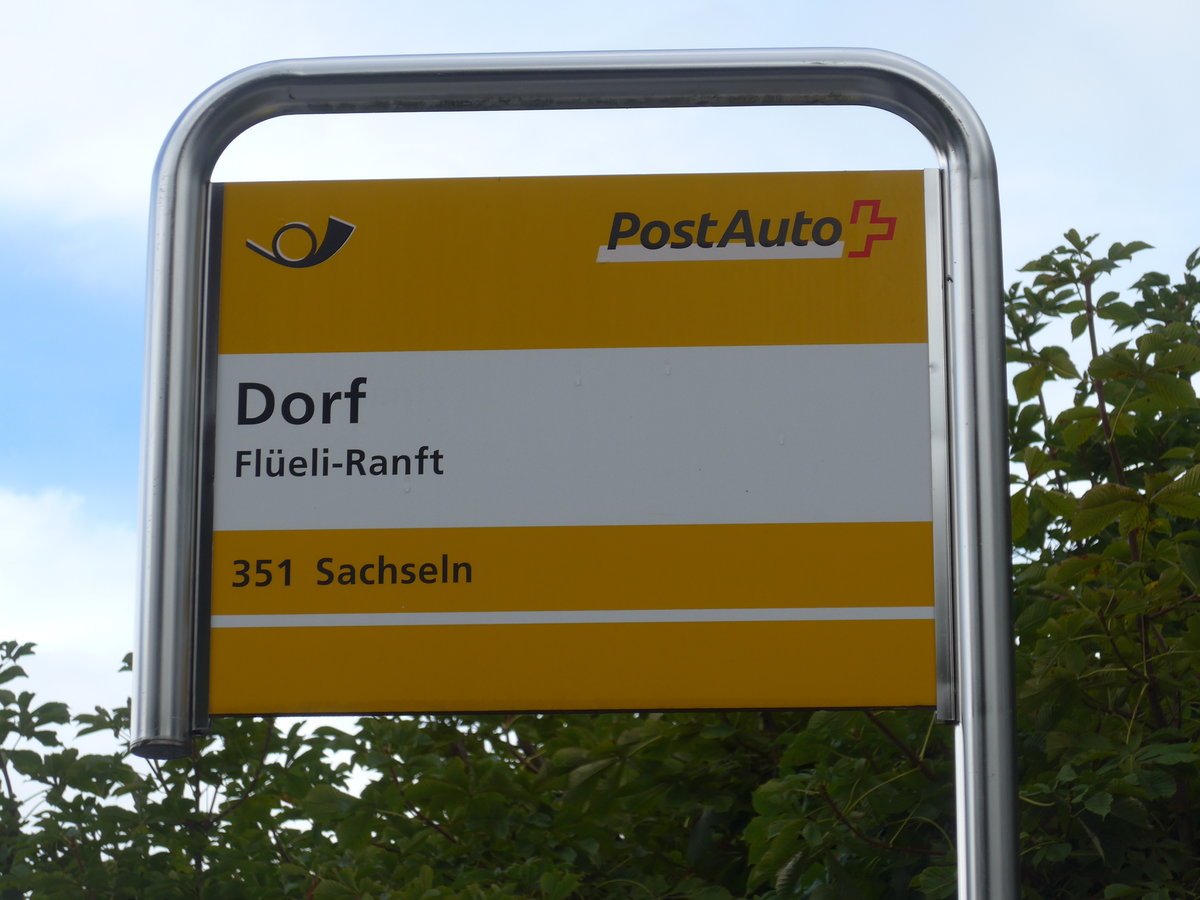 PostAuto
Dorf
Flüeli-Ranft
351 Sachseln